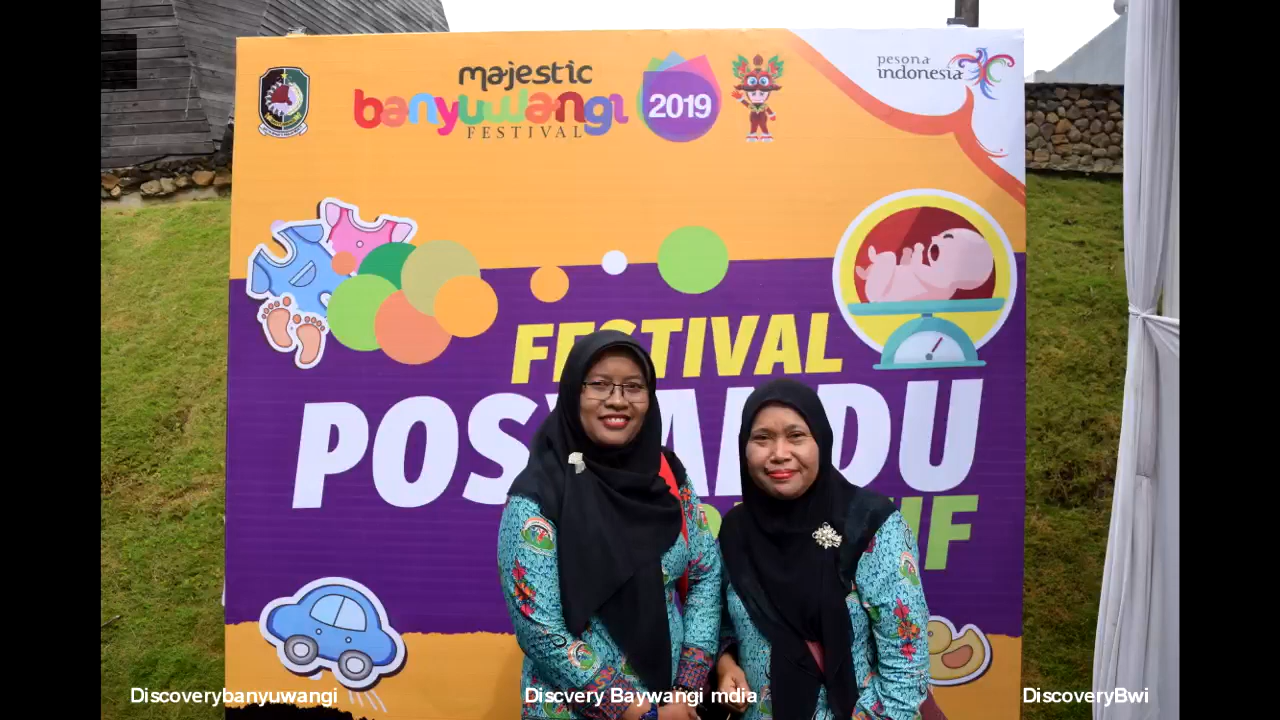 majestic
banyuwangi
FESTIVAL
2019
pesona
indonesia
FESTIVAL
Discoverybanyuwangi
Discvery Baywangi mdia
DiscoveryBwi